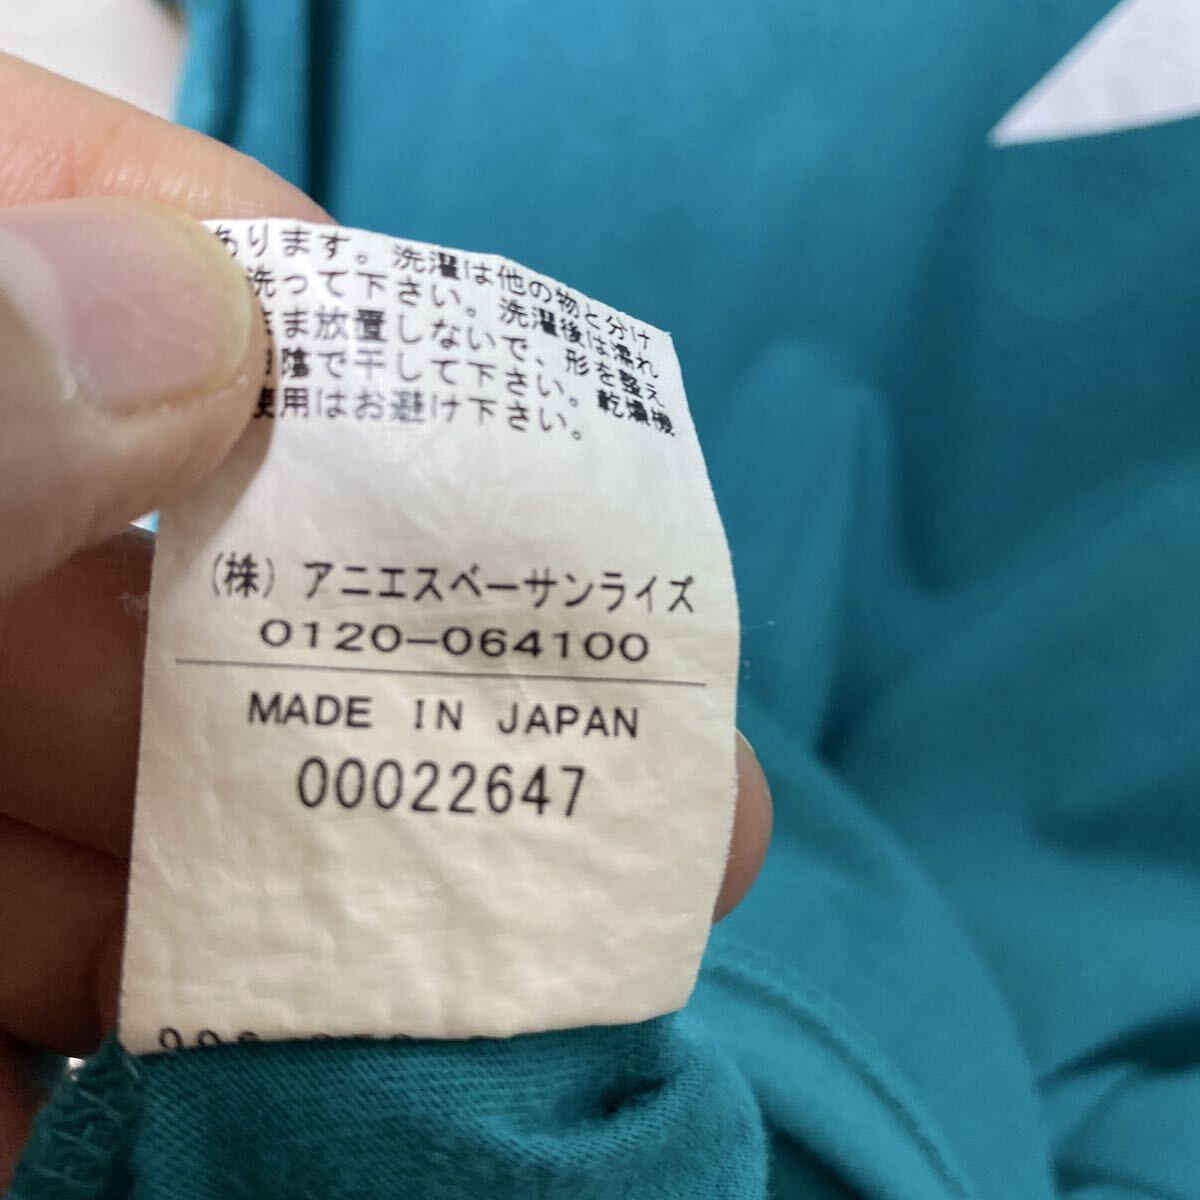 あります。洗濯は他の物と分け
洗って下さい。洗濯後は濡れ
まま放置しないで、形を整え
日陰で干して下さい。乾燥機
使用はお避け下さい。
(株)アニエスベーサンライズ
0120-064100
MADE IN JAPAN
00022647